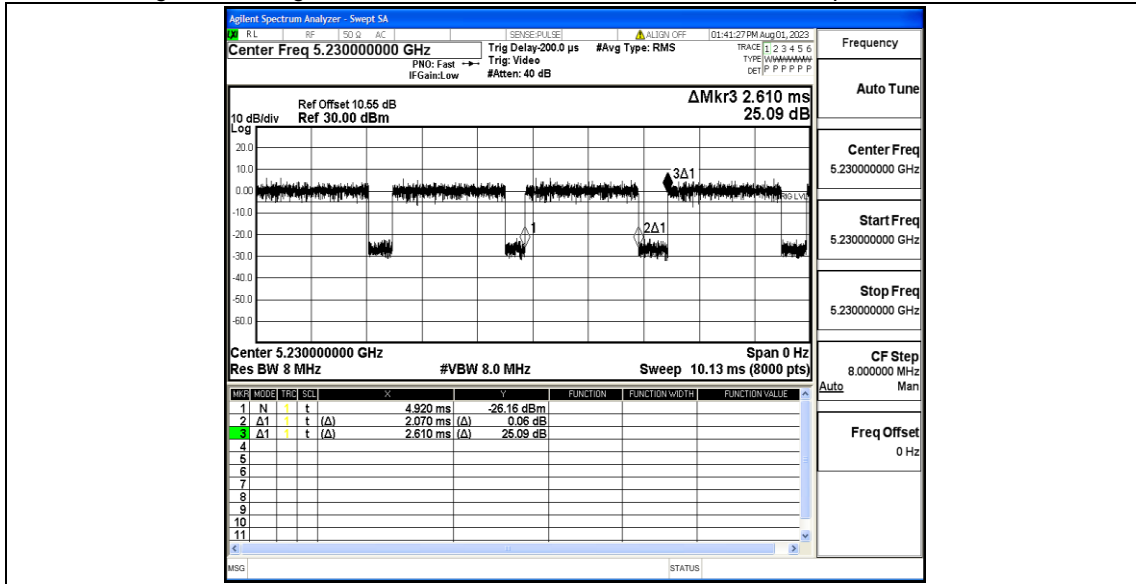 Agilent Spectrum Analyzer - Swept SA
RL RF 50 Ω AC SENSE:PULSE ALIGN OFF 01:41:27 PM Aug 01, 2023
Center Freq 5.230000000 GHz Trig Delay-200.0 µs #Avg Type: RMS TRACE 1 2 3 4 5 6
PNO: Fast Trig: Video TYPE
IFGain:Low #Atten: 40 dB DET P P P P P P
Ref Offset 10.55 dB ΔMkr3 2.610 ms
10 dB/div Ref 30.00 dBm 25.09 dB
Log
20.0
10.0
3Δ1
0.00
-10.0
1
2Δ1
-20.0
-30.0
-40.0
-50.0
-60.0
Center 5.230000000 GHz Span 0 Hz
Res BW 8 MHz #VBW 8.0 MHz Sweep 10.13 ms (8000 pts)
MKR MODE TRC SCL X Y FUNCTION FUNCTION WIDTH FUNCTION VALUE
1 N 1 t 4.920 ms -26.16 dBm
2 Δ1 1 t (Δ) 2.070 ms (Δ) 0.06 dB
3 Δ1 1 t (Δ) 2.610 ms (Δ) 25.09 dB
4
5
6
7
8
9
10
11
MSG STATUS
Frequency
Auto Tune
Center Freq
5.230000000 GHz
Start Freq
5.230000000 GHz
Stop Freq
5.230000000 GHz
CF Step
8.000000 MHz
Auto Man
Freq Offset
0 Hz